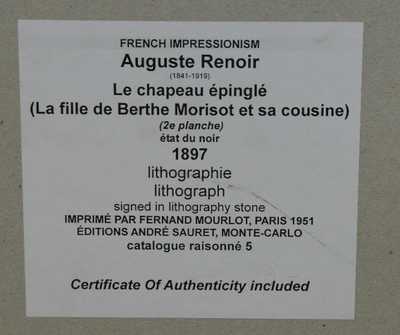 FRENCH IMPRESSIONISM
Auguste Renoir
(1841-1919)
Le chapeau épinglé
(La fille de Berthe Morisot et sa cousine)
(2e planche)
état du noir
1897
lithographie
lithograph
signed in lithography stone
IMPRIMÉ PAR FERNAND MOURLOT, PARIS 1951
ÉDITIONS ANDRÉ SAURET, MONTE-CARLO
catalogue raisonné 5
Certificate Of Authenticity included